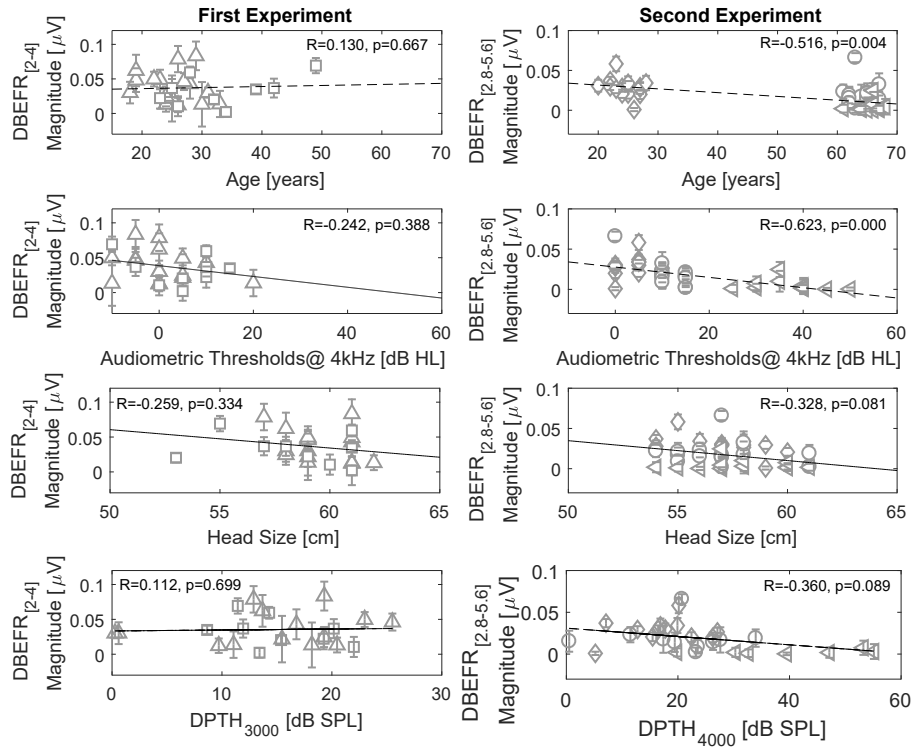 First Experiment
Second Experiment
DBEFR[2-4]
Magnitude [ μV]
0.1
0.05
0
R=0.130, p=0.667
20 30 40 50 60 70
Age [years]
DBEFR[2.8-5.6]
Magnitude [ μV]
0.1
0.05
0
R=-0.516, p=0.004
20 30 40 50 60 70
Age [years]
DBEFR[2-4]
Magnitude [ μV]
0.1
0.05
0
R=-0.242, p=0.388
0 20 40 60
Audiometric Thresholds@ 4kHz [dB HL]
DBEFR[2.8-5.6]
Magnitude [ μV]
0.1
0.05
0
R=-0.623, p=0.000
0 20 40 60
Audiometric Thresholds@ 4kHz [dB HL]
DBEFR[2-4]
Magnitude [ μV]
0.1
0.05
0
R=-0.259, p=0.334
50 55 60 65
Head Size [cm]
DBEFR[2.8-5.6]
Magnitude [ μV]
0.1
0.05
0
R=-0.328, p=0.081
50 55 60 65
Head Size [cm]
DBEFR[2-4]
Magnitude [ μV]
0.1
0.05
0
R=0.112, p=0.699
0 10 20 30
DPTH3000 [dB SPL]
DBEFR[2.8-5.6]
Magnitude [ μV]
0.1
0.05
0
R=-0.360, p=0.089
0 20 40 60
DPTH4000 [dB SPL]